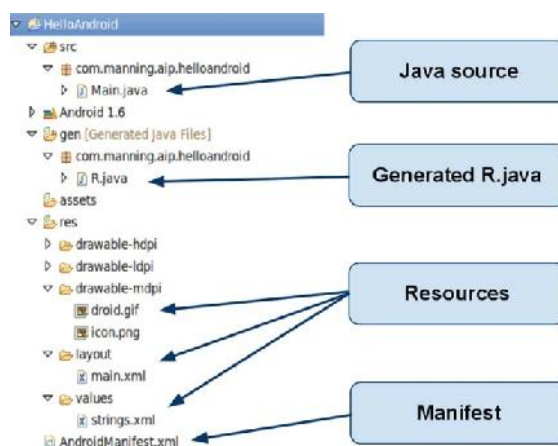 HelloAndroid
src
com.manning.aip.helloandroid
Main.java
Java source
Android 1.6
gen [Generated Java Files]
com.manning.aip.helloandroid
R.java
Generated R.java
assets
res
drawable-hdpi
drawable-ldpi
drawable-mdpi
Resources
droid.gif
icon.png
layout
main.xml
values
strings.xml
Manifest
AndroidManifest.xml